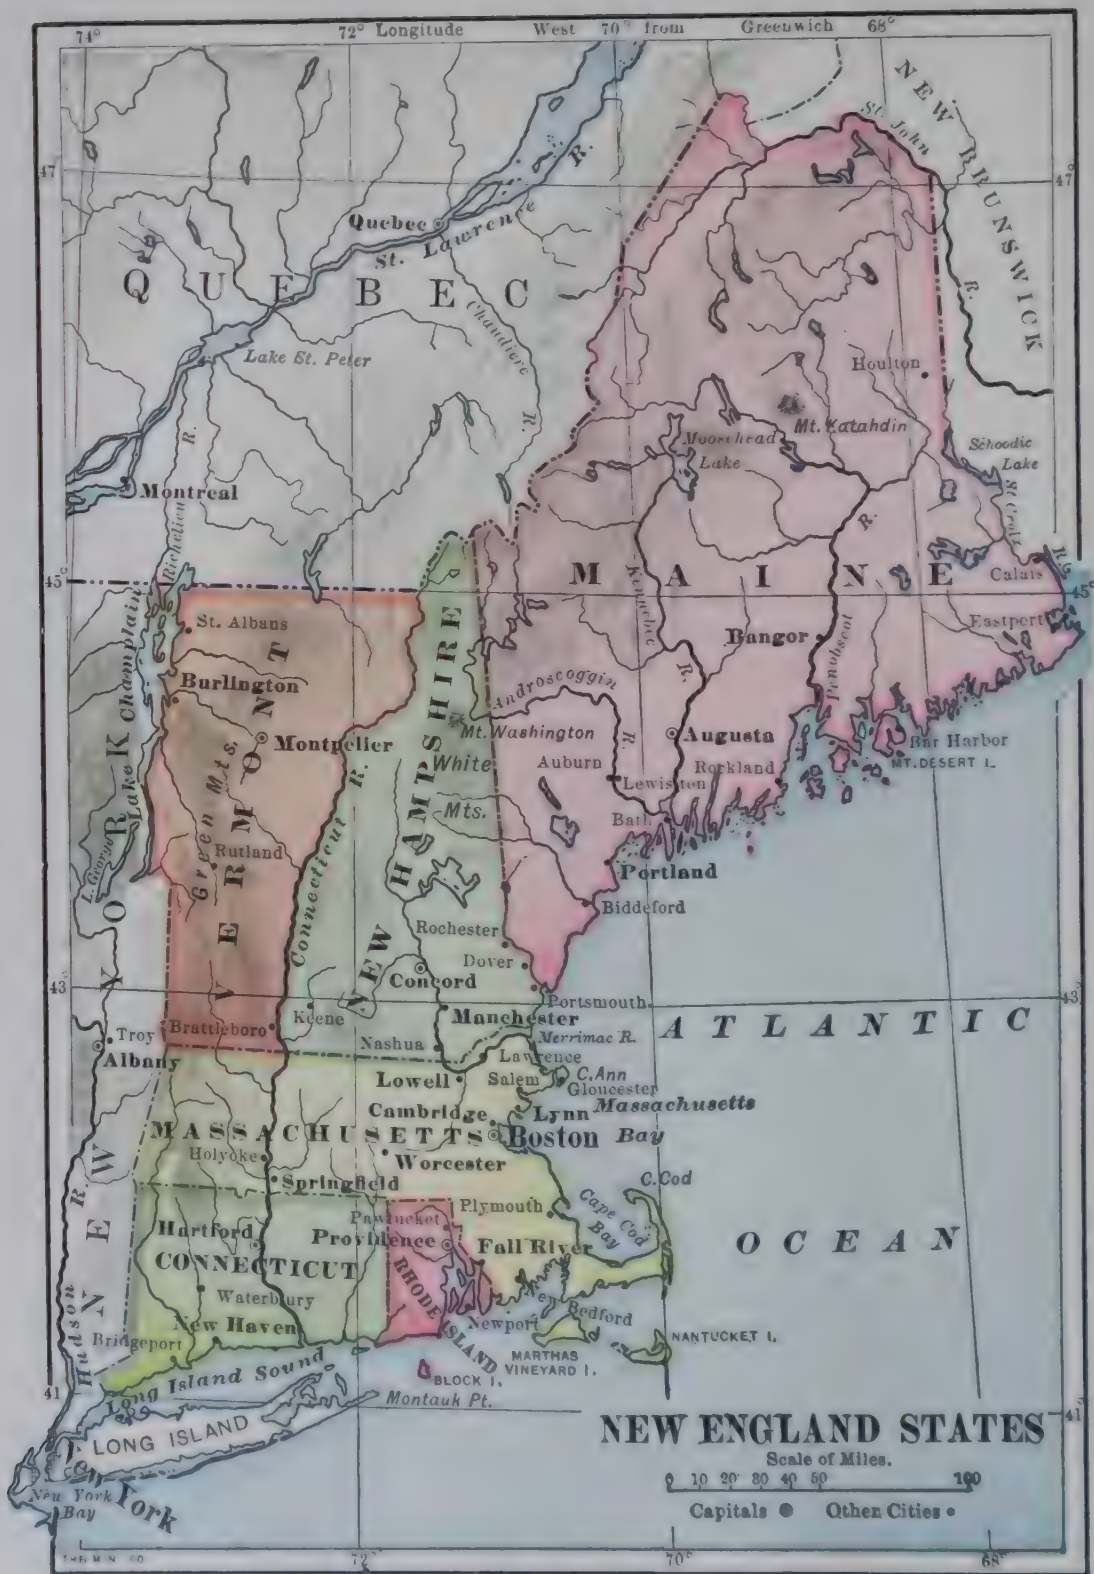 74° 72° Longitude West 70° from Greenwich 68°
NEW BRUNSWICK
St. John
R.
47° 47°
Quebec
St. Lawrence R.
QUEBEC
Chaudiere R.
Lake St. Peter
Houlton
Mt. Katahdin
Moosehead
Lake
Schoodic
Lake
St Croix R.
Montreal
Richelieu R.
45° 45°
MAINE
Calais
Eastport
Kennebec R.
Bangor
Penobscot R.
St. Albans
Lake Champlain
Burlington
Montpelier
VERMONT
Green Mts.
Rutland
Connecticut R.
NEW HAMPSHIRE
Androscoggin R.
Mt. Washington
White
Mts.
Auburn
Lewiston
Augusta
Rockland
Bar Harbor
MT. DESERT I.
Bath
Portland
Biddeford
L. George
Rochester
Dover
Concord
43° 43°
Portsmouth
Keene
Manchester
Merrimac R.
Brattleboro
Nashua
Troy
Albany
Lawrence
Lowell
Salem
C. Ann
Gloucester
Cambridge
Lynn
Massachusetts
Bay
Boston
MASSACHUSETTS
Holyoke
Worcester
Springfield
C. Cod
Cape Cod
Bay
Plymouth
Pawtucket
Providence
Fall River
Hartford
CONNECTICUT
RHODE ISLAND
Waterbury
New Haven
Bridgeport
Newport
New Bedford
NANTUCKET I.
MARTHAS
VINEYARD I.
BLOCK I.
Montauk Pt.
Long Island Sound
LONG ISLAND
NEW YORK
Hudson R.
New York
New York
Bay
ATLANTIC
OCEAN
41 41°
NEW ENGLAND STATES
Scale of Miles.
0 10 20 30 40 50 100
Capitals Other Cities
72° 70° 68°